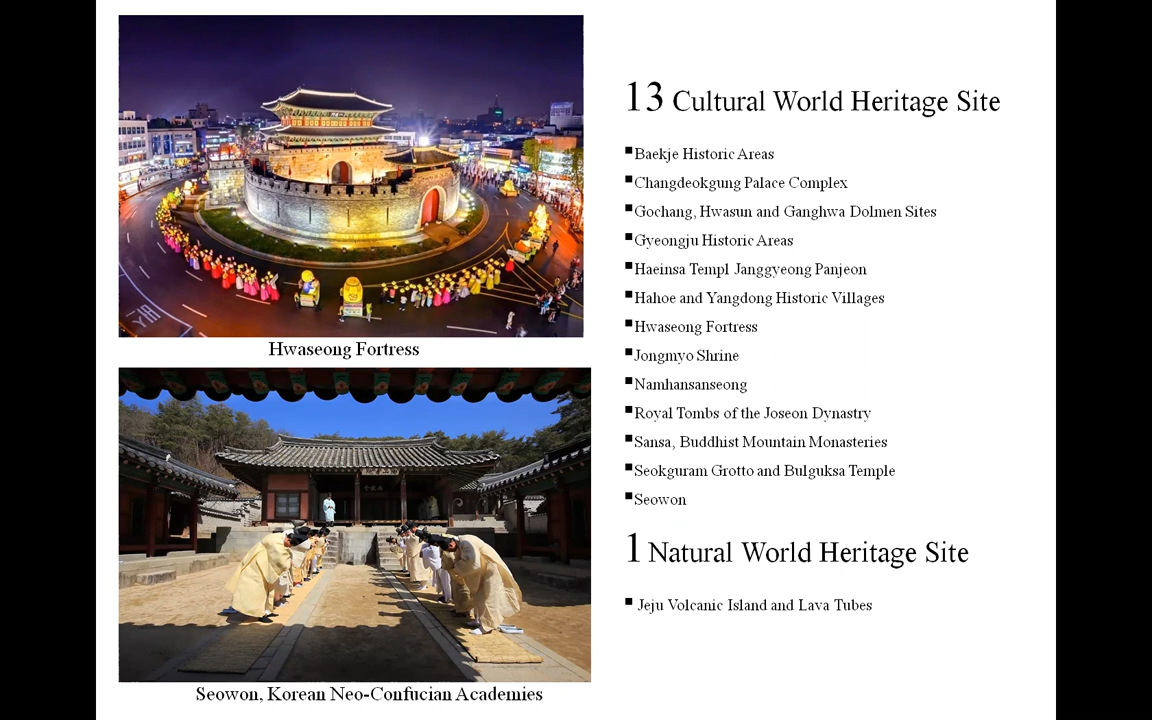 Hwaseong Fortress
Seowon, Korean Neo-Confucian Academies
13 Cultural World Heritage Site
▪Baekje Historic Areas
▪Changdeokgung Palace Complex
▪Gochang, Hwasun and Ganghwa Dolmen Sites
▪Gyeongju Historic Areas
▪Haeinsa Templ Janggyeong Panjeon
▪Hahoe and Yangdong Historic Villages
▪Hwaseong Fortress
▪Jongmyo Shrine
▪Namhansanseong
▪Royal Tombs of the Joseon Dynastry
▪Sansa, Buddhist Mountain Monasteries
▪Seokguram Grotto and Bulguksa Temple
▪Seowon
1 Natural World Heritage Site
▪ Jeju Volcanic Island and Lava Tubes